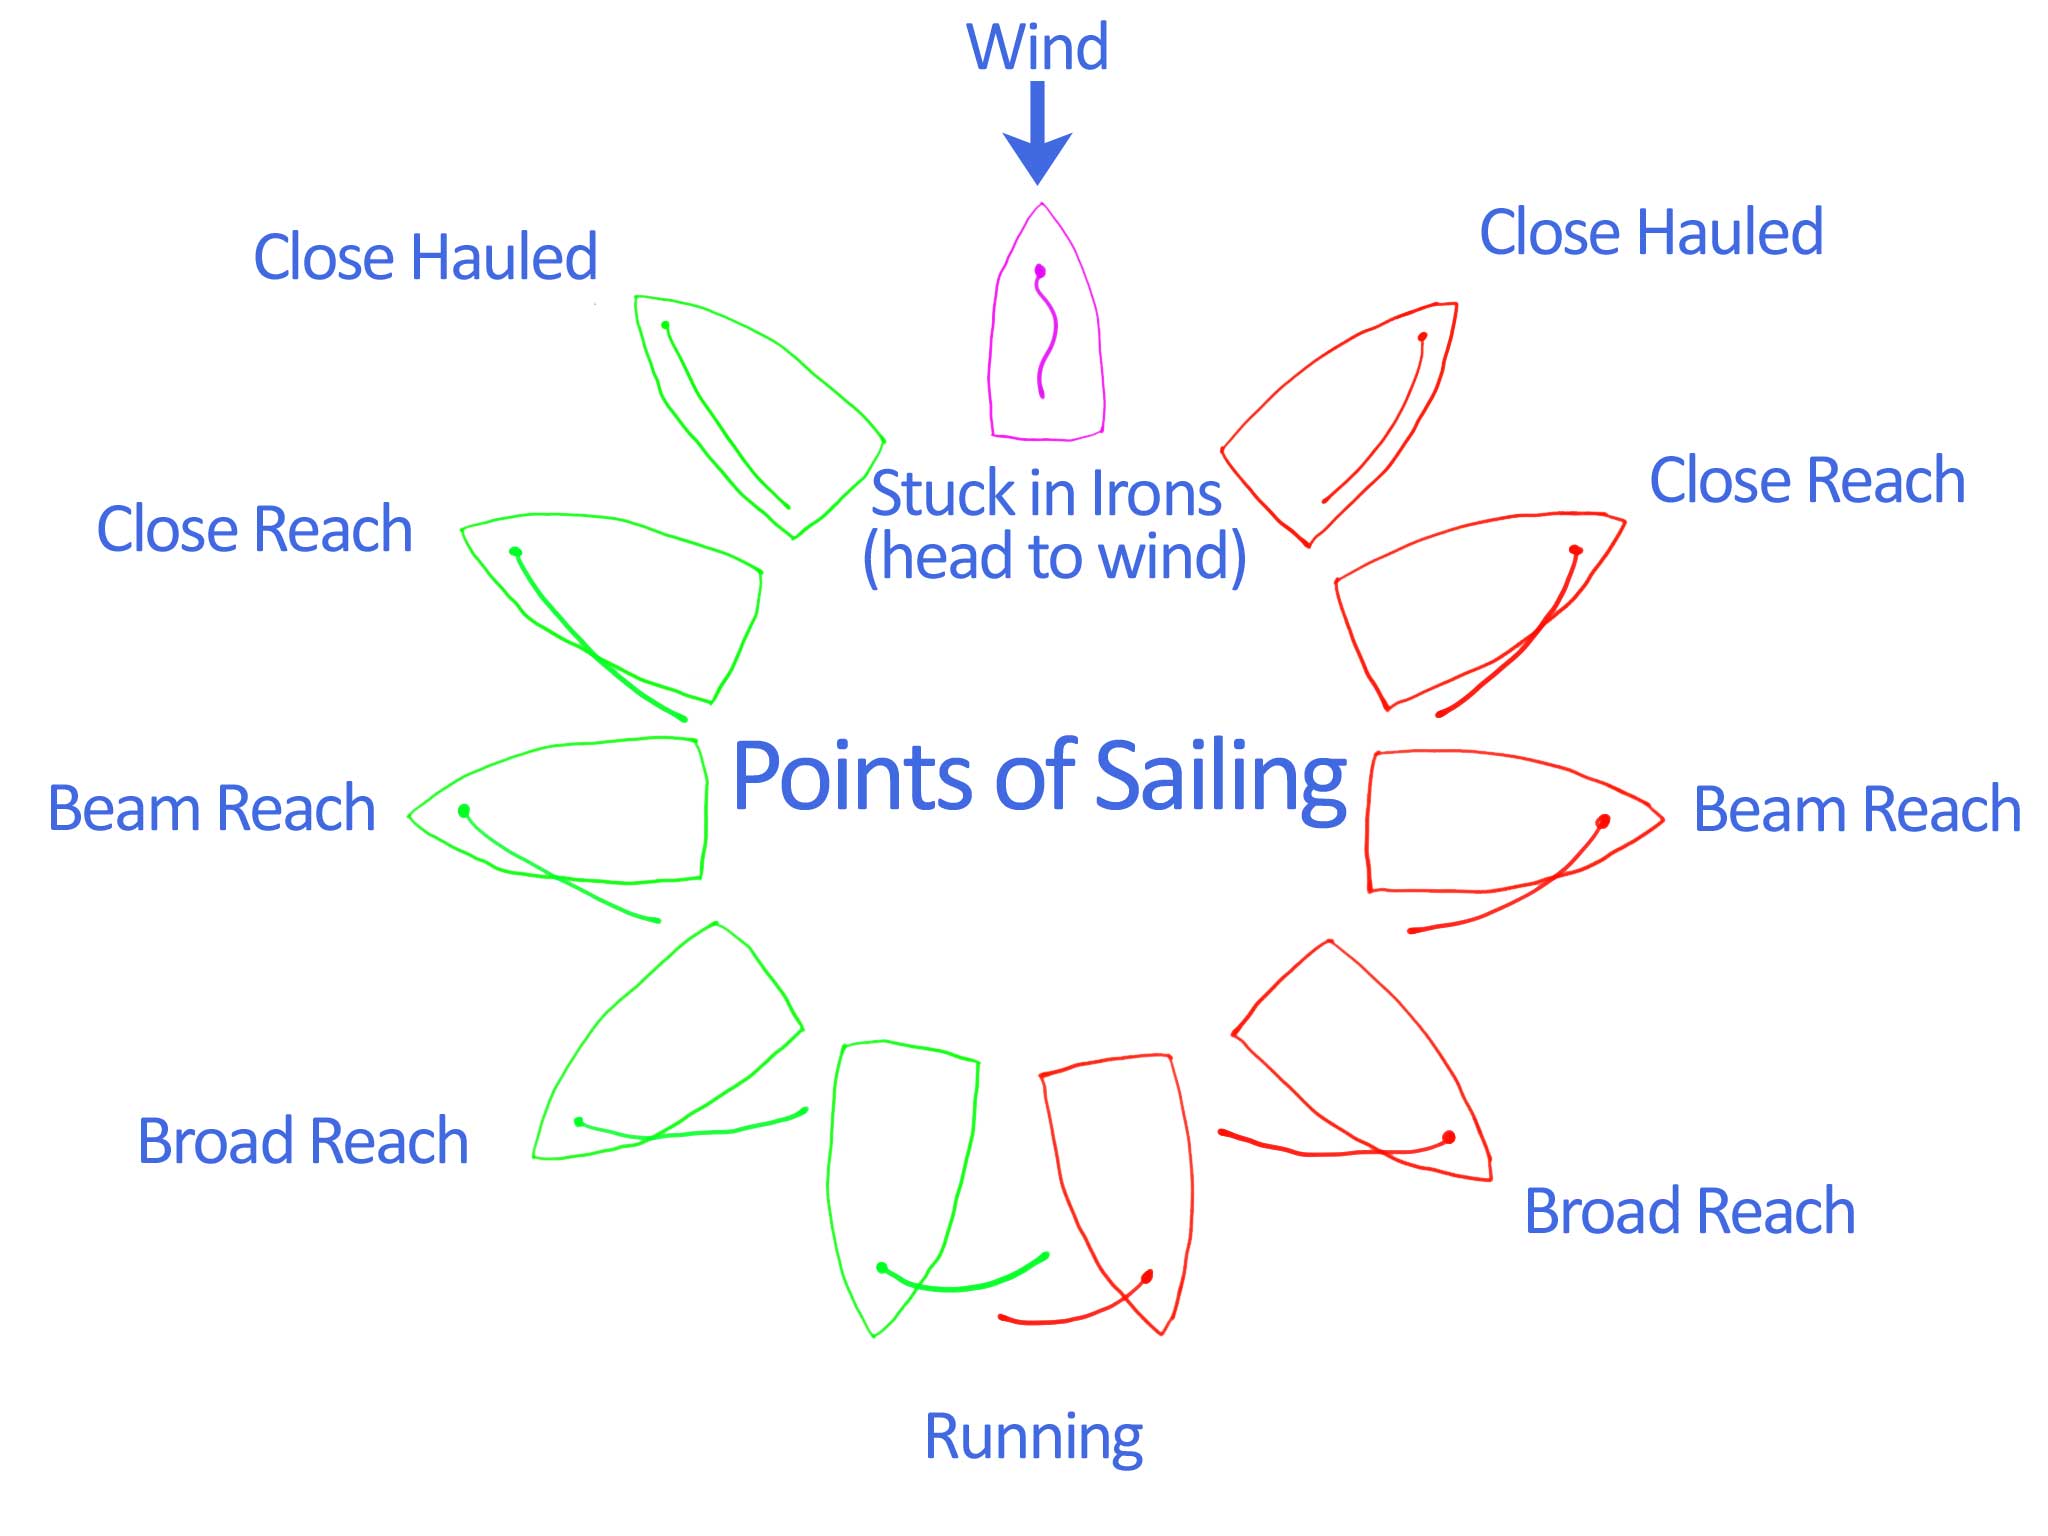 Wind
Close Hauled
Close Hauled
Close Reach
Stuck in Irons
(head to wind)
Close Reach
Beam Reach
Points of Sailing
Beam Reach
Broad Reach
Broad Reach
Running